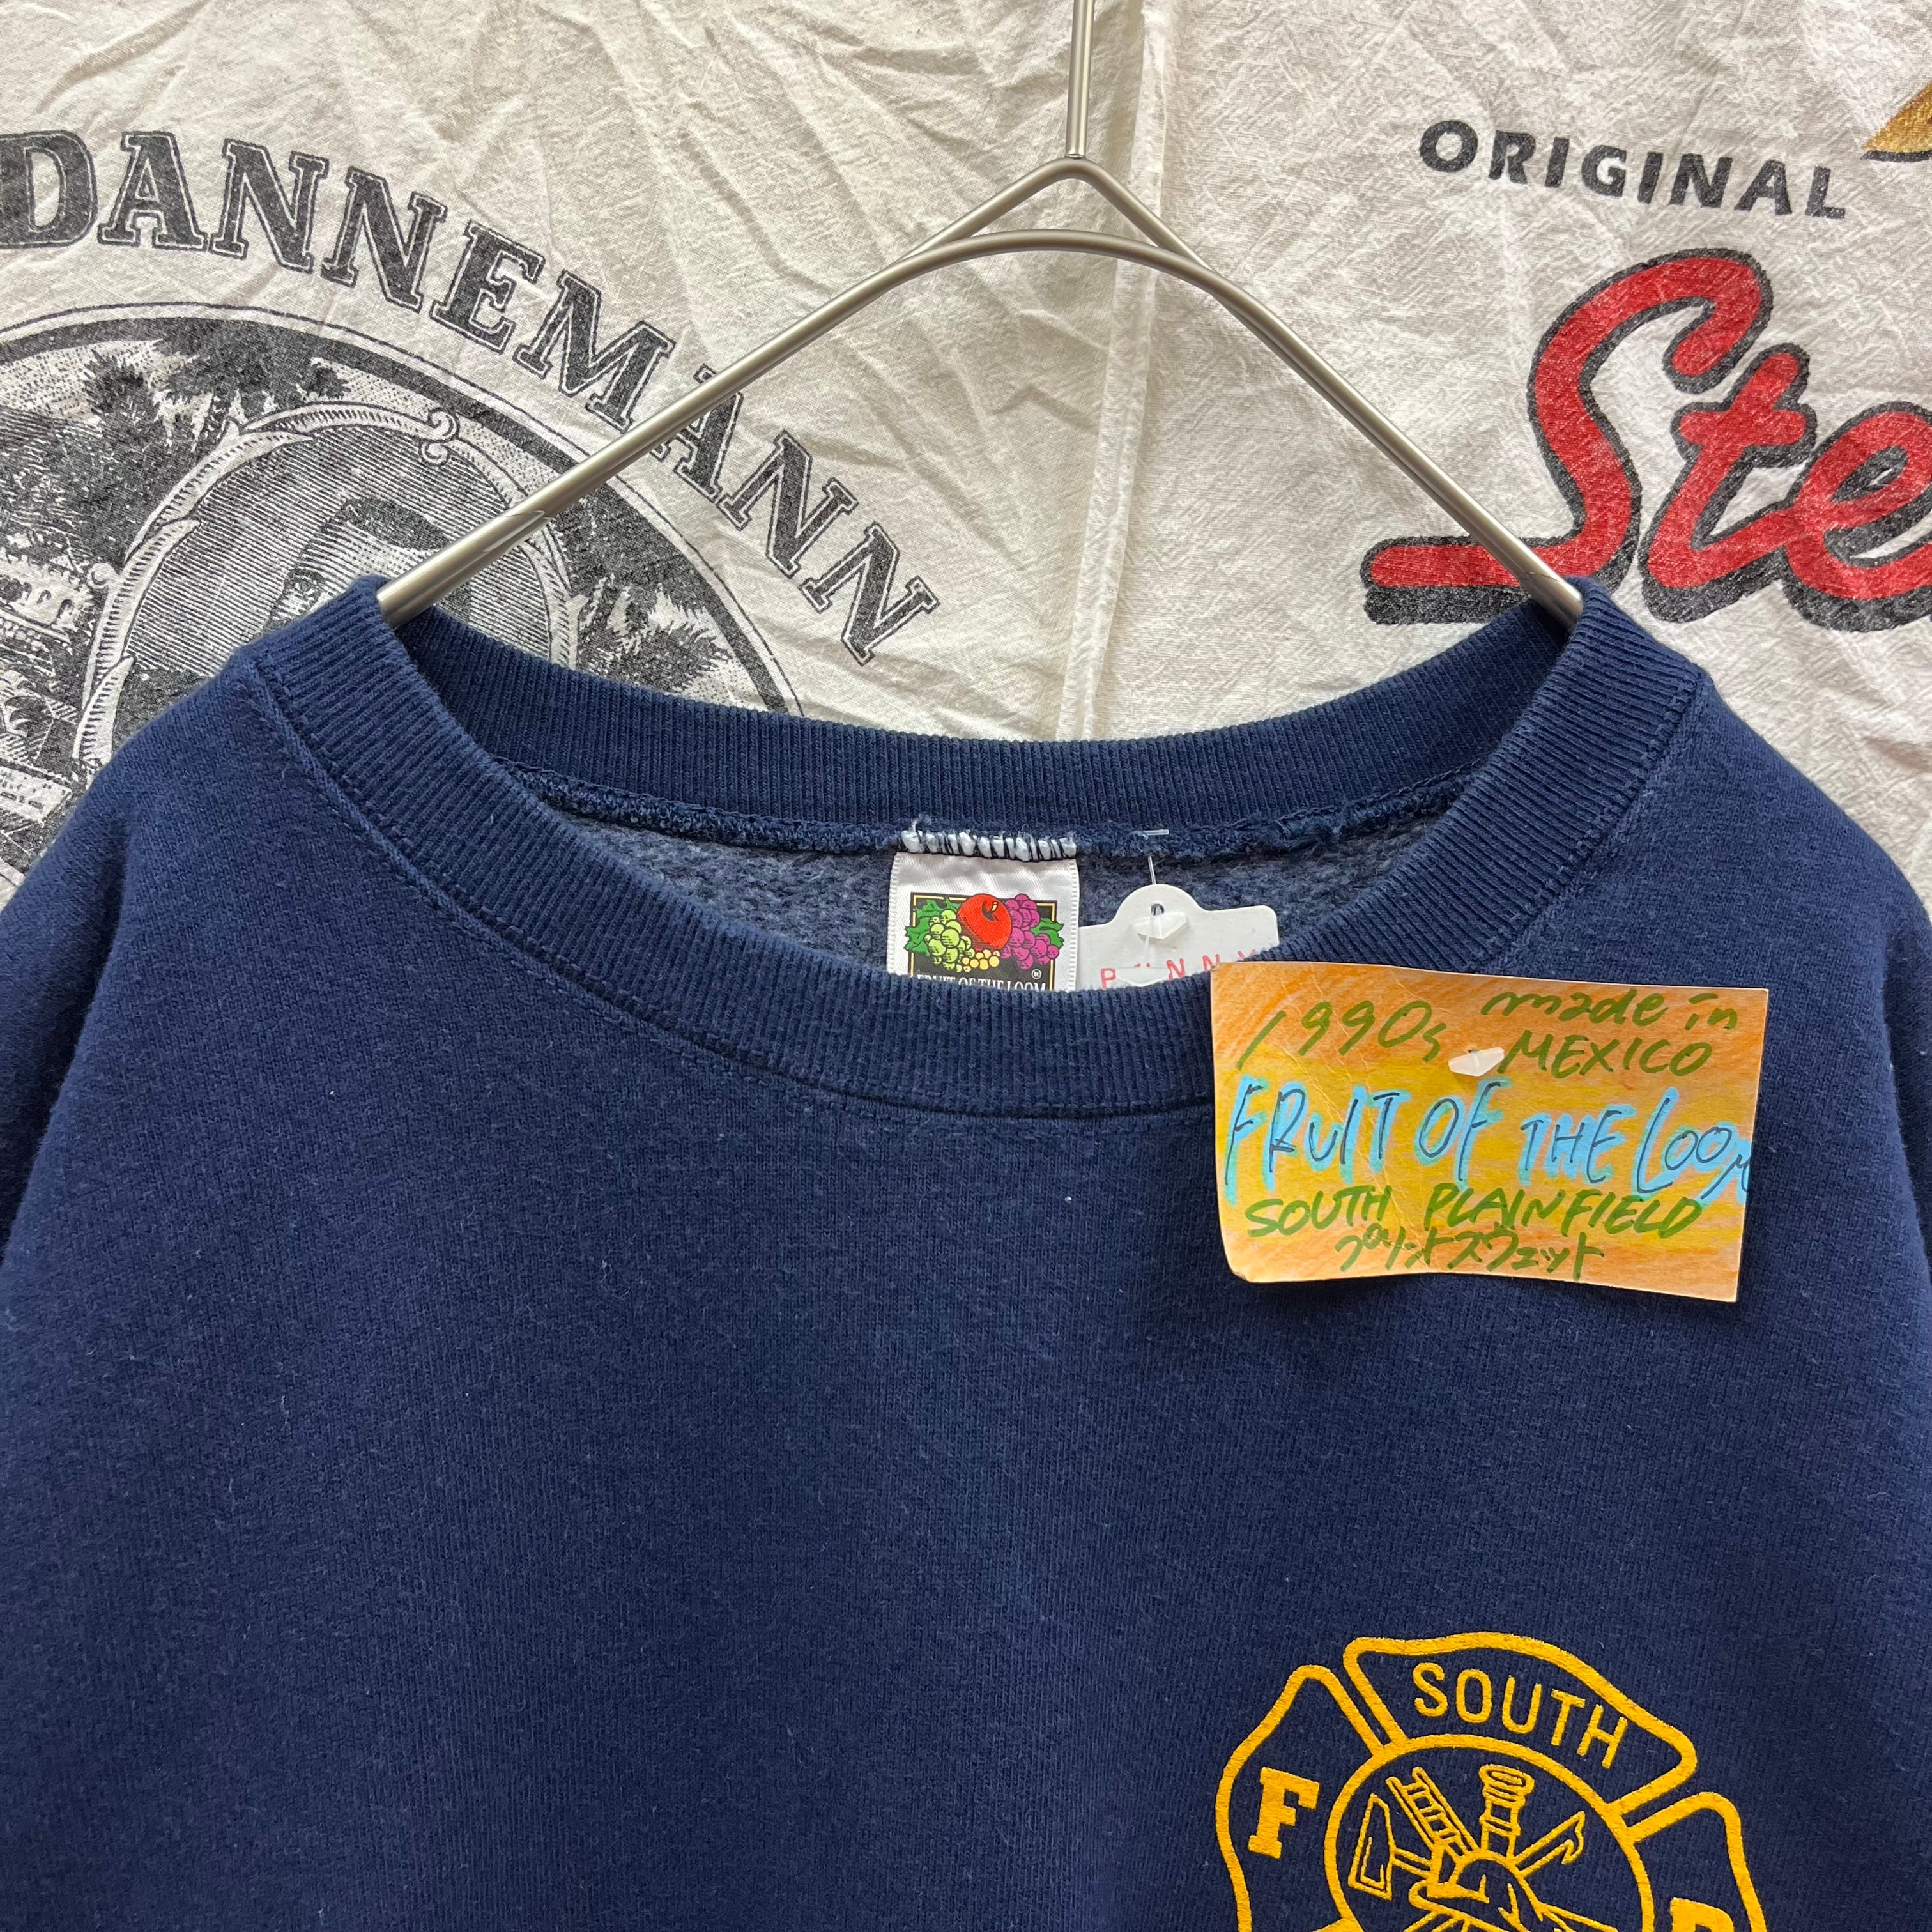 DANNEMANN
ORIGINAL
Ste
FRUIT OF THE LOOM
®
1990s made in
MEXICO
FRUIT OF THE LOOM
SOUTH PLAINFIELD
プリントスウェット
SOUTH
F